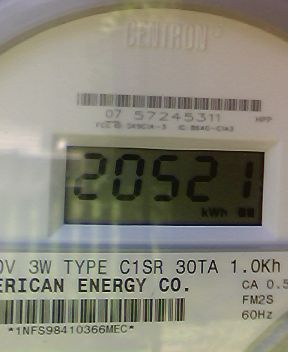 CENTRON®
07 57245311 HPP
20521
kWh
0V 3W TYPE C1SR 30TA 1.0Kh
ERICAN ENERGY CO. CA 0.5
FM2S
60Hz
*1NFS98410366MEC*